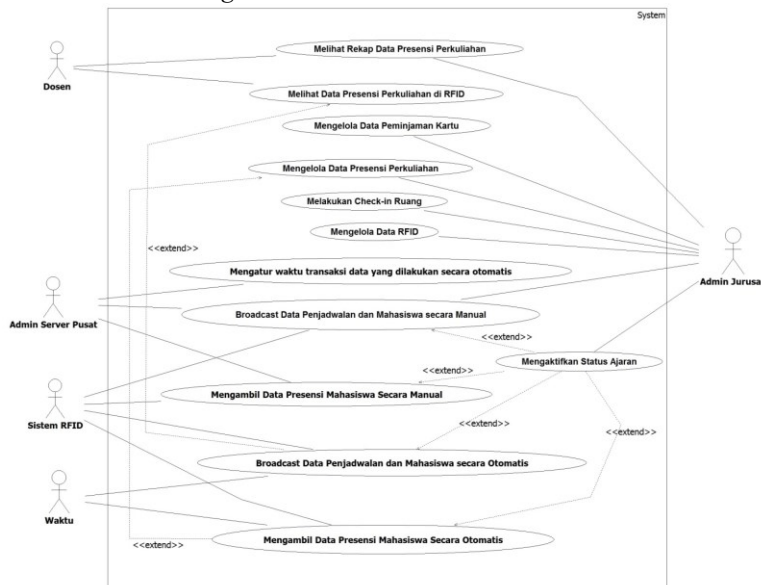 System
Melihat Rekap Data Presensi Perkuliahan
Dosen
Melihat Data Presensi Perkuliahan di RFID
Mengelola Data Peminjaman Kartu
Mengelola Data Presensi Perkuliahan
Melakukan Check-in Ruang
Mengelola Data RFID
<<extend>>
Mengatur waktu transaksi data yang dilakukan secara otomatis
Admin Jurusa
Broadcast Data Penjadwalan dan Mahasiswa secara Manual
Admin Server Pusat
<<extend>>
Mengaktifkan Status Ajaran
<<extend>>
Mengambil Data Presensi Mahasiswa Secara Manual
Sistem RFID
<<extend>>
<<extend>>
Broadcast Data Penjadwalan dan Mahasiswa secara Otomatis
Waktu
Mengambil Data Presensi Mahasiswa Secara Otomatis
<<extend>>